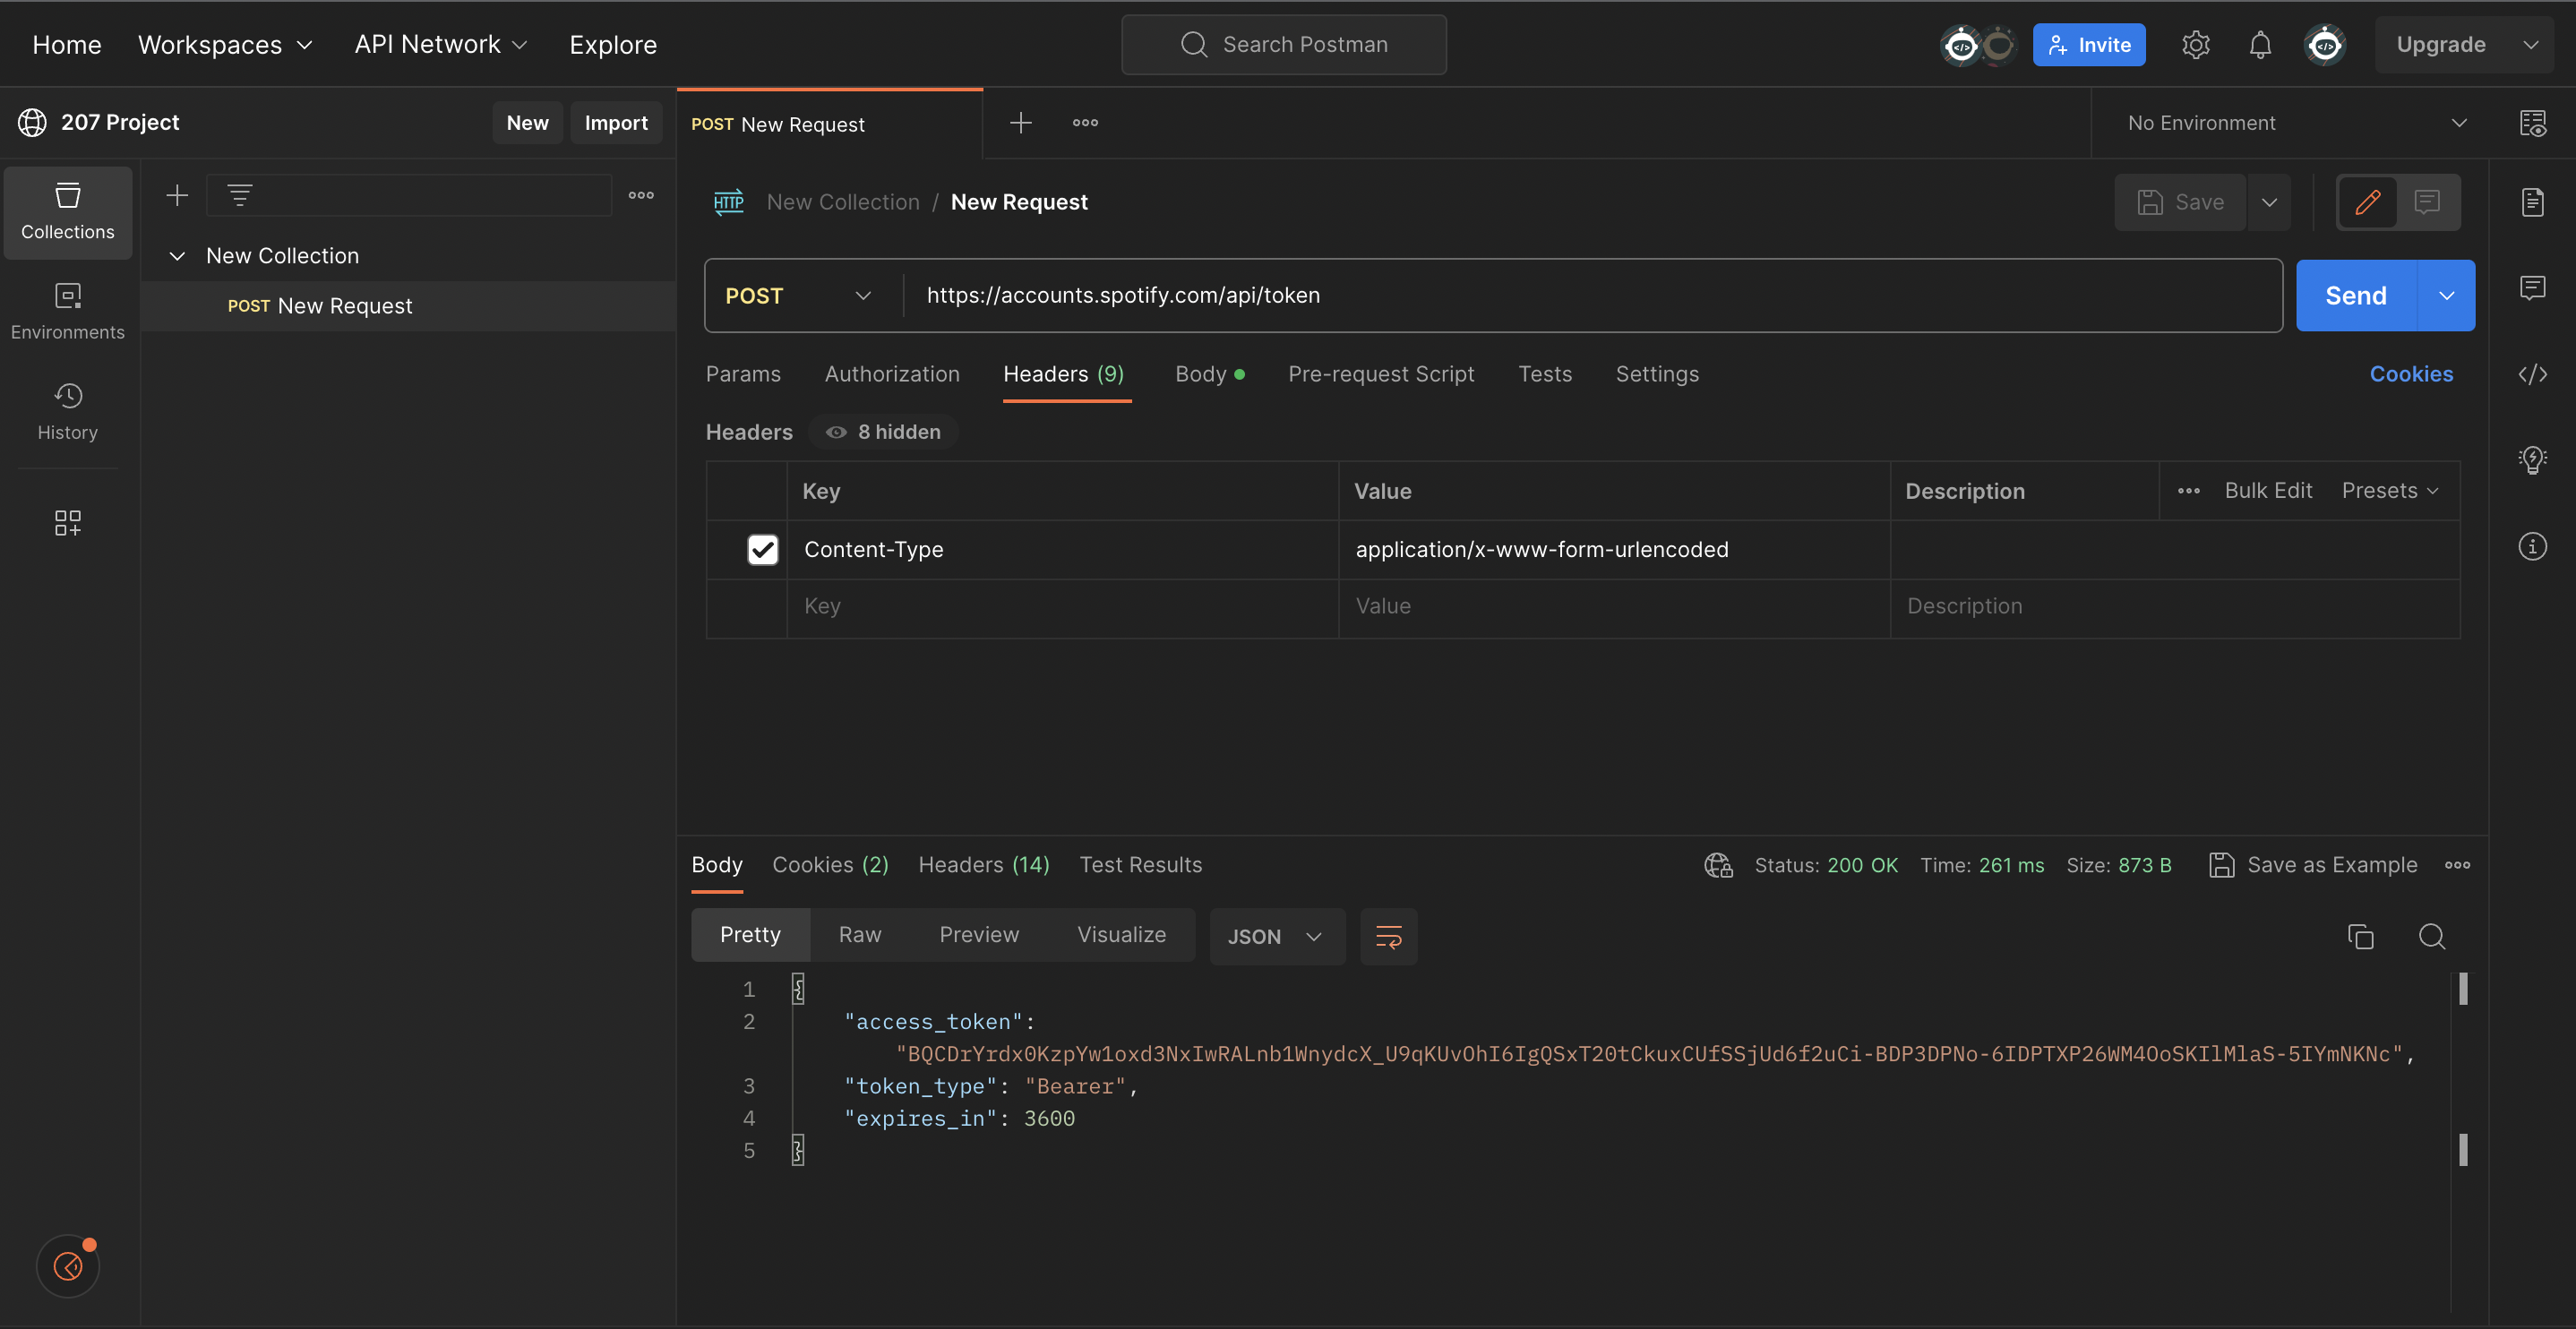 Home Workspaces API Network Explore Search Postman Invite Upgrade
207 Project New Import POST New Request No Environment
Collections
Environments
History
New Collection
POST New Request
HTTP New Collection / New Request Save
POST https://accounts.spotify.com/api/token Send
Params Authorization Headers (9) Body Pre-request Script Tests Settings Cookies
Headers 8 hidden
Key Value Description Bulk Edit Presets
Content-Type application/x-www-form-urlencoded
Key Value Description
Body Cookies (2) Headers (14) Test Results Status: 200 OK Time: 261 ms Size: 873 B Save as Example
Pretty Raw Preview Visualize JSON
1 {
2 "access_token":
"BQCDrYrdx0KzpYw1oxd3NxIwRALnb1WnydcX_U9qKUvOhI6IgQSxT20tCkuxCUfSSjUd6f2uCi-BDP3DPNo-6IDPTXP26WM4OoSKIlMlaS-5IYmNKNc",
3 "token_type": "Bearer",
4 "expires_in": 3600
5 }